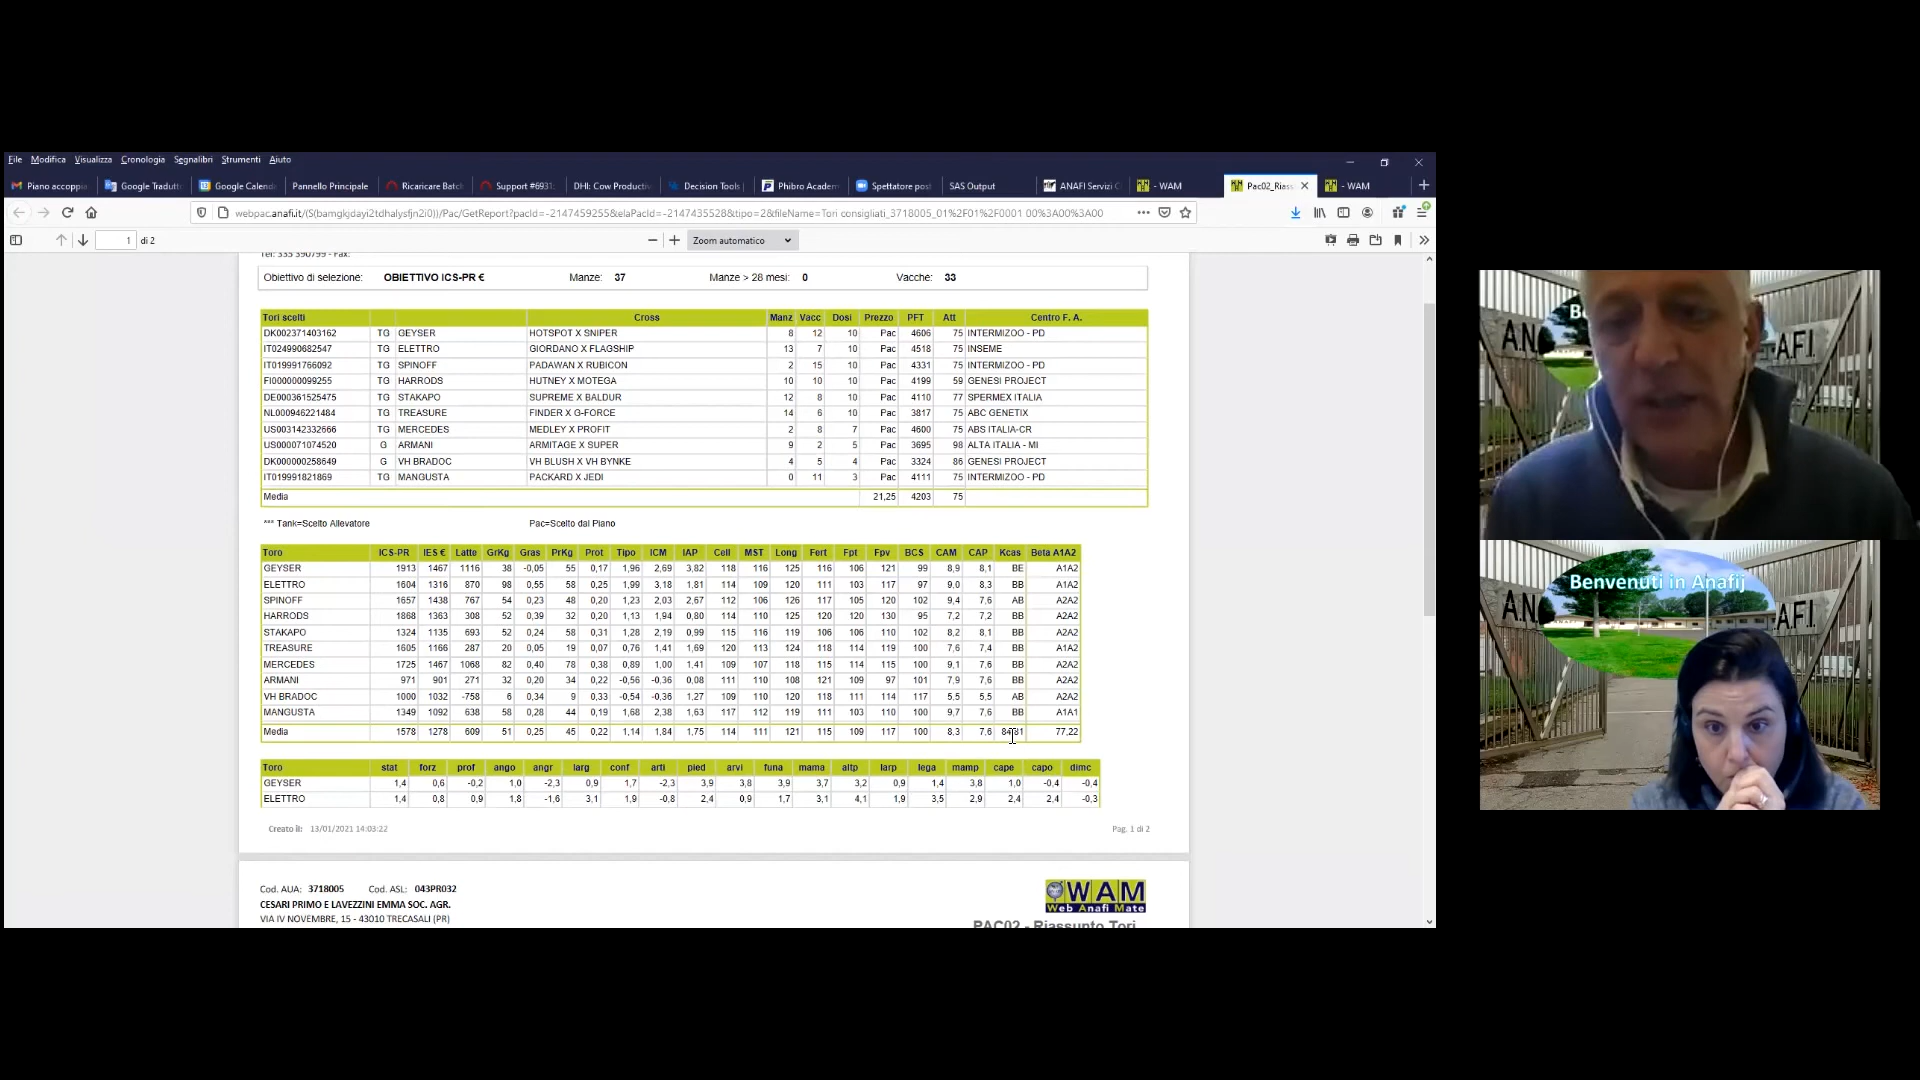 File Modifica Visualizza Cronologia Segnalibri Strumenti Aiuto
Piano accoppi Google Tradutt Google Calend Pannello Principale Ricaricare Batch Support #6931 DHI: Cow Producti Decision Tools | Phibro Academ Spettatore post SAS Output ANAFI Servizi C - WAM Pac02_Riass - WAM
webpac.anafi.it/(S(bamgkjdayi2tdhalysfjn2i0))/Pac/GetReport?pacId=-2147459255&elaPacId=-2147435528&tipo=2&fileName=Tori consigliati_3718005_01%2F01%2F0001 00%3A00%3A00
1 di 2 Zoom automatico
Tel: 335 390799 - Fax:
Obiettivo di selezione: OBIETTIVO ICS-PR € Manze: 37 Manze > 28 mesi: 0 Vacche: 33
Tori scelti Cross Manz Vacc Dosi Prezzo PFT Att Centro F. A.
DK002371403162 TG GEYSER HOTSPOT X SNIPER 8 12 10 Pac 4606 75 INTERMIZOO - PD
IT024990682547 TG ELETTRO GIORDANO X FLAGSHIP 13 7 10 Pac 4518 75 INSEME
IT019991766092 TG SPINOFF PADAWAN X RUBICON 2 15 10 Pac 4331 75 INTERMIZOO - PD
FI000000099255 TG HARRODS HUTNEY X MOTEGA 10 10 10 Pac 4199 59 GENESI PROJECT
DE000361525475 TG STAKAPO SUPREME X BALDUR 12 8 10 Pac 4110 77 SPERMEX ITALIA
NL000946221484 TG TREASURE FINDER X G-FORCE 14 6 10 Pac 3817 75 ABC GENETIX
US003142332666 TG MERCEDES MEDLEY X PROFIT 2 8 7 Pac 4600 75 ABS ITALIA-CR
US000071074520 G ARMANI ARMITAGE X SUPER 9 2 5 Pac 3695 98 ALTA ITALIA - MI
DK000000258649 G VH BRADOC VH BLUSH X VH BYNKE 4 5 4 Pac 3324 86 GENESI PROJECT
IT019991821869 TG MANGUSTA PACKARD X JEDI 0 11 3 Pac 4111 75 INTERMIZOO - PD
Media 21,25 4203 75
*** Tank=Scelto Allevatore Pac=Scelto dal Piano
Toro ICS-PR IES € Latte GrKg Gras PrKg Prot Tipo ICM IAP Cell MST Long Fert Fpt Fpv BCS CAM CAP Kcas Beta A1A2
GEYSER 1913 1467 1116 38 -0,05 55 0,17 1,96 2,69 3,82 118 116 125 116 106 121 99 8,9 8,1 BE A1A2
ELETTRO 1604 1316 870 98 0,55 58 0,25 1,99 3,18 1,81 114 109 120 111 103 117 97 9,0 8,3 BB A1A2
SPINOFF 1657 1438 767 54 0,23 48 0,20 1,23 2,03 2,67 112 106 126 117 105 120 102 9,4 7,6 AB A2A2
HARRODS 1868 1363 308 52 0,39 32 0,20 1,13 1,94 0,80 114 110 125 120 120 130 95 7,2 7,2 BB A2A2
STAKAPO 1324 1135 693 52 0,24 58 0,31 1,28 2,19 0,99 115 116 119 106 106 110 102 8,2 8,1 BB A2A2
TREASURE 1605 1166 287 20 0,05 19 0,07 0,76 1,41 1,69 120 113 124 118 114 119 100 7,6 7,4 BB A1A2
MERCEDES 1725 1467 1068 82 0,40 78 0,38 0,89 1,00 1,41 109 107 118 115 114 115 100 9,1 7,6 BB A2A2
ARMANI 971 901 271 32 0,20 34 0,22 -0,56 -0,36 0,08 111 110 108 121 109 97 101 7,9 7,6 BB A2A2
VH BRADOC 1000 1032 -758 6 0,34 9 0,33 -0,54 -0,36 1,27 109 110 120 118 111 114 117 100 5,5 5,5 AB A2A2
MANGUSTA 1349 1092 638 58 0,28 44 0,19 1,68 2,38 1,63 117 112 119 111 103 110 100 9,7 7,6 BB A1A1
Media 1578 1278 609 51 0,25 45 0,22 1,14 1,84 1,75 114 111 121 115 109 117 100 8,3 7,6 77,22
Toro stat forz prof ango angr larg conf arti pied arvi funa mama altp larp lega mamp cape capo dimc
GEYSER 1,4 0,6 -0,2 1,0 -2,3 0,9 1,7 -2,3 3,9 3,8 3,9 3,7 3,2 0,9 1,4 3,8 1,0 -0,4 -0,4
ELETTRO 1,4 0,8 0,9 1,8 -1,6 3,1 1,9 -0,8 2,4 0,9 1,7 3,1 4,1 1,9 3,5 2,9 2,4 2,4 -0,3
Creato il: 13/01/2021 14:03:22 Pag. 1 di 2
Cod. AUA: 3718005 Cod. ASL: 043PR032
CESARI PRIMO E LAVEZZINI EMMA SOC. AGR.
VIA IV NOVEMBRE, 15 - 43010 TRECASALI (PR)
WAM
Web Anafi Mate
PAC02 - Riassunto Tori
A.N. A.F.I.
Benvenuti in Anafij
A.N. A.F.I.